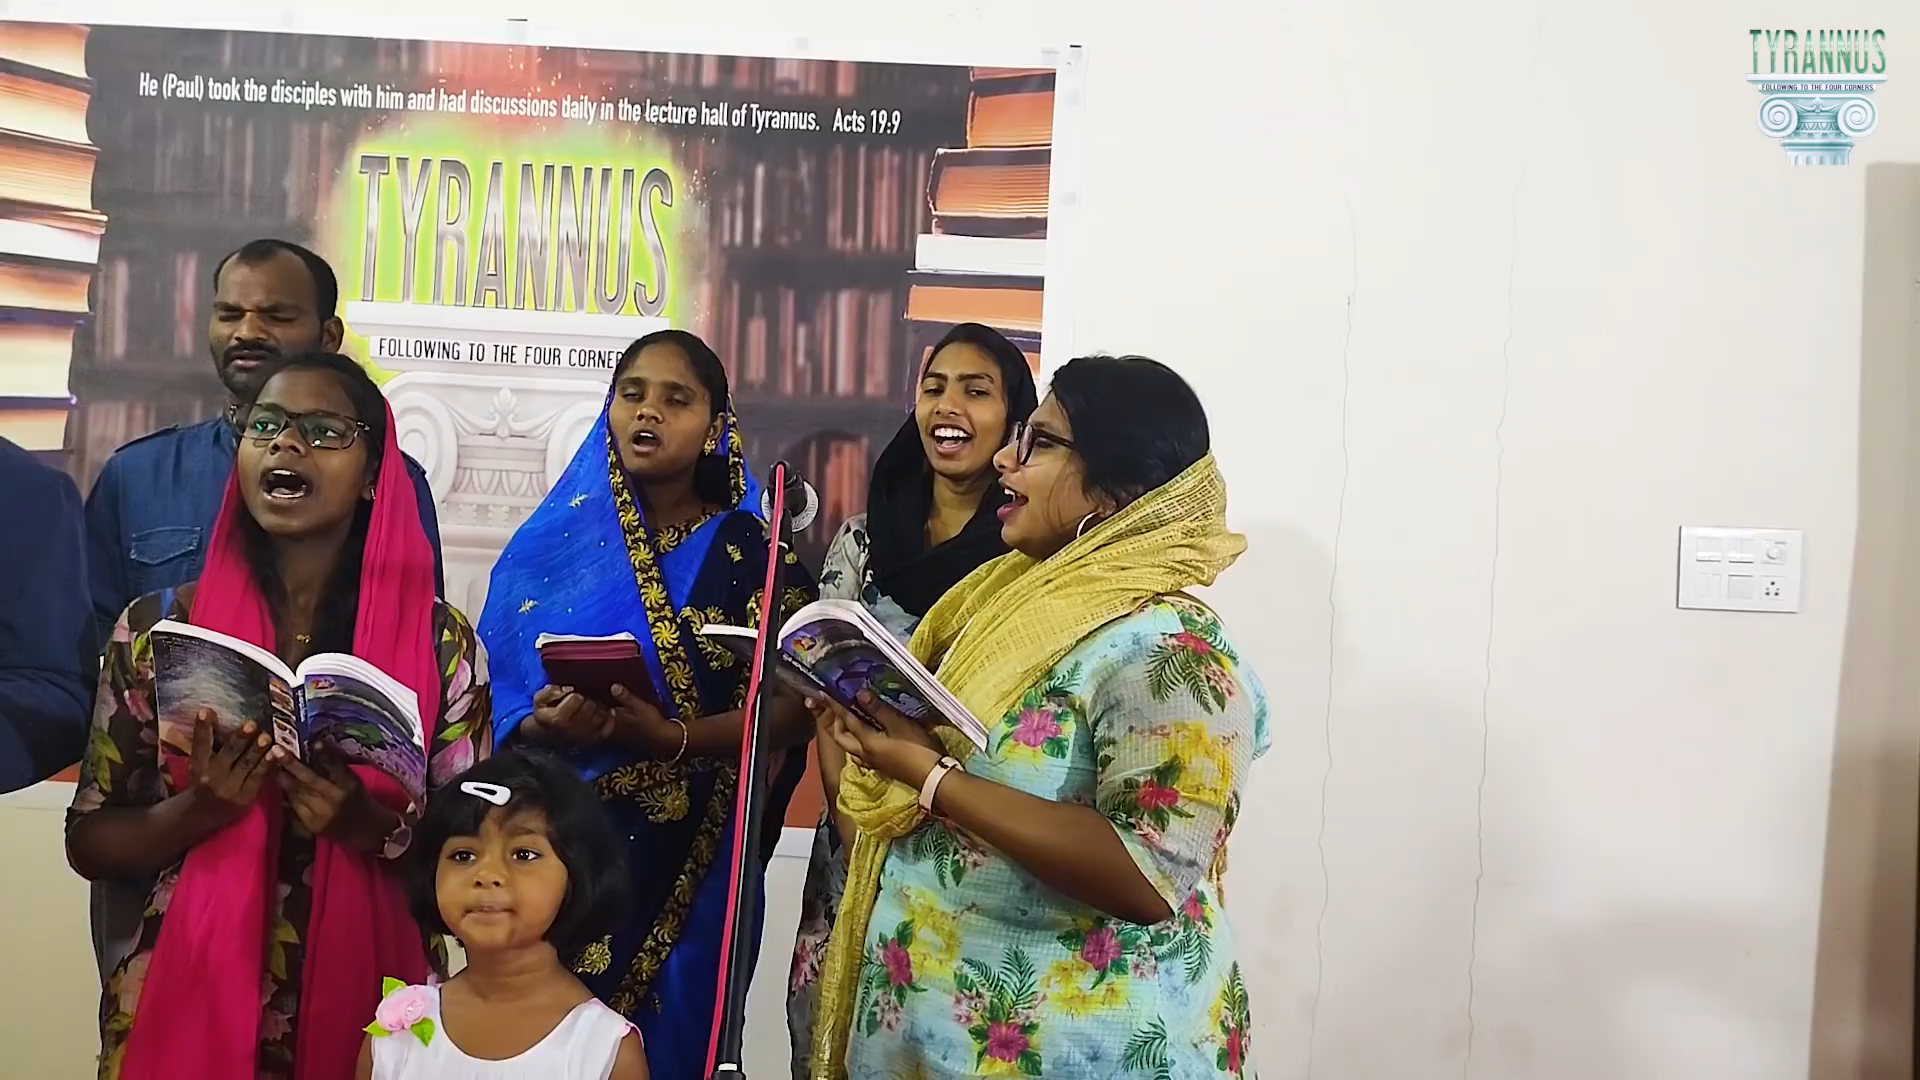 He (Paul) took the disciples with him and had discussions daily in the lecture hall of Tyrannus. Acts 19:9
TYRANNUS
FOLLOWING TO THE FOUR CORNER
TYRANNUS
FOLLOWING TO THE FOUR CORNERS